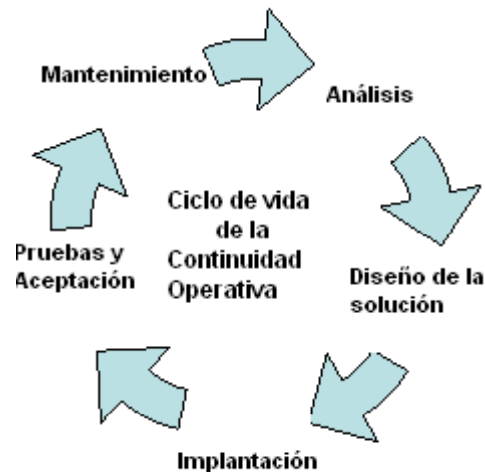 Mantenimiento
Análisis
Ciclo de vida
de la
Continuidad
Operativa
Pruebas y
Aceptación
Diseño de la
solución
Implantación